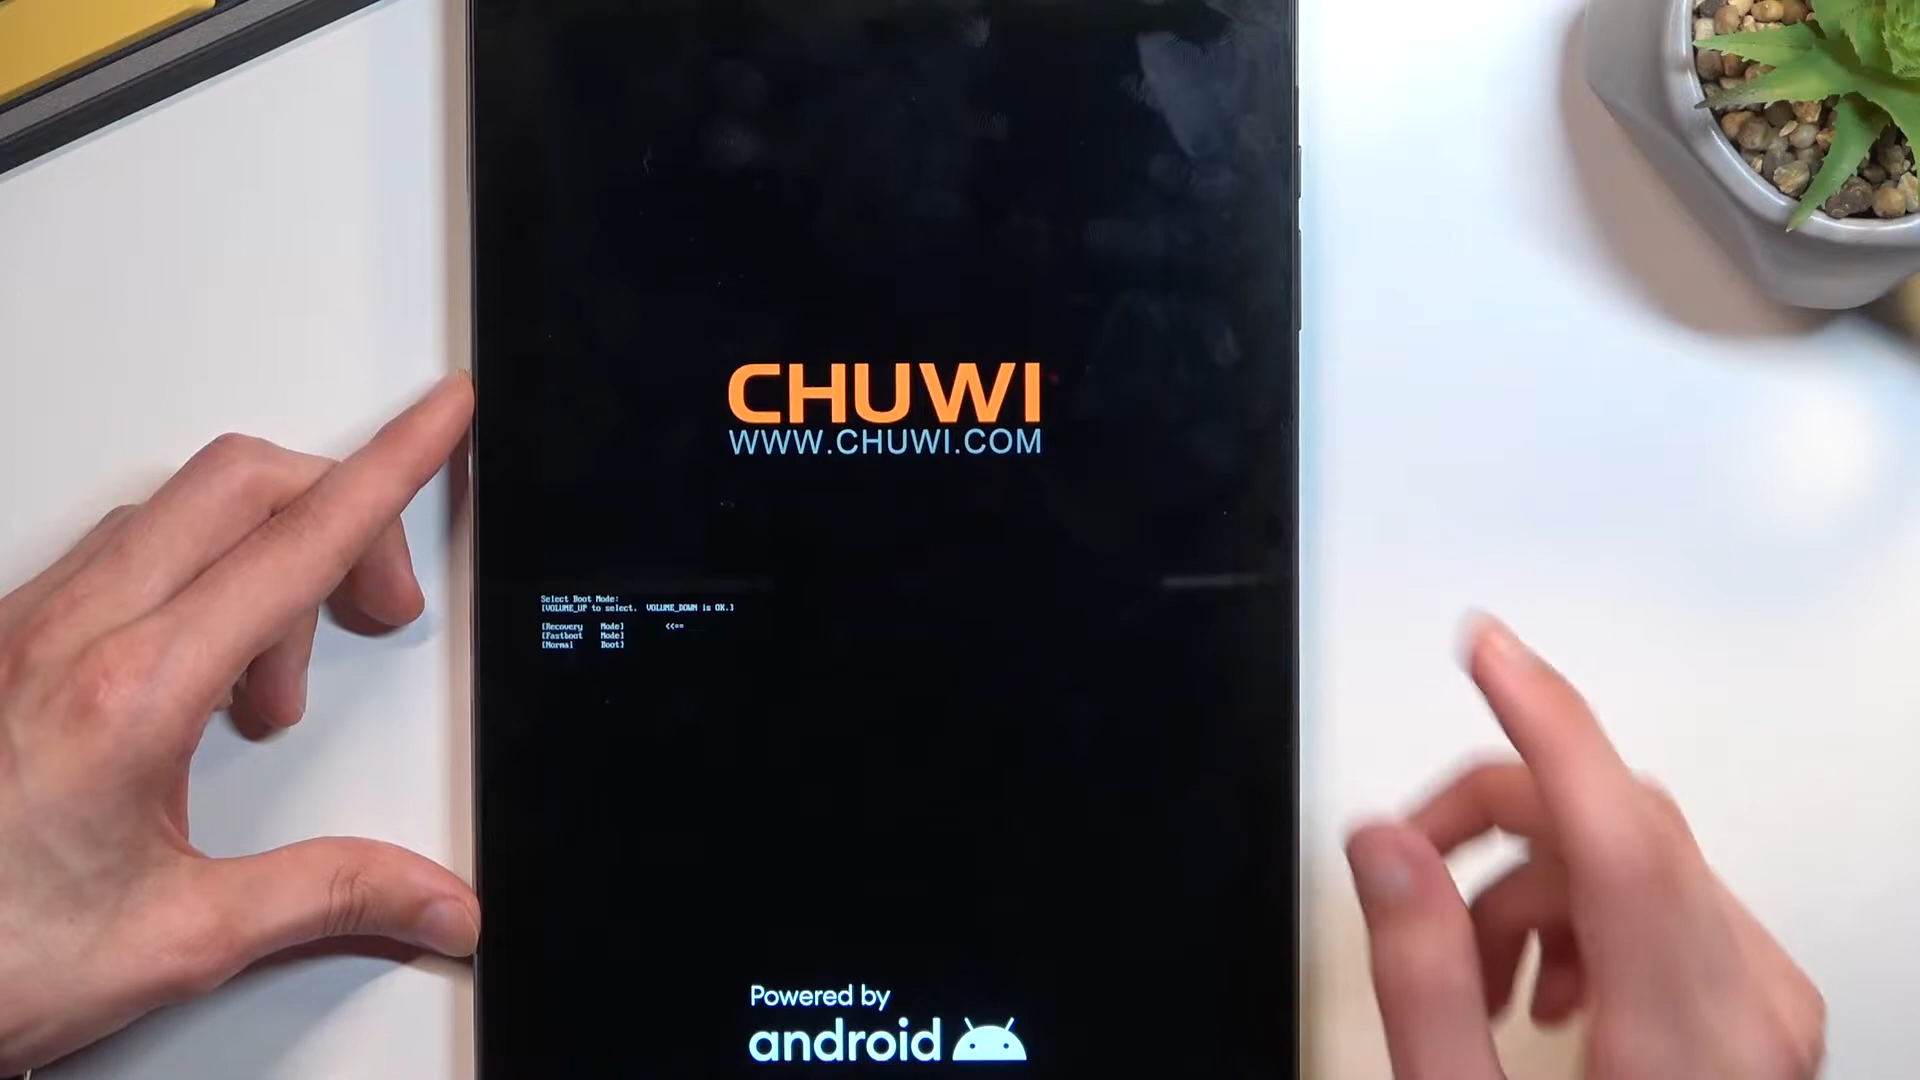 CHUWI
WWW.CHUWI.COM
Select Boot Mode:
[VOLUME_UP to select.  VOLUME_DOWN is OK.]
[Recovery    Mode]         <<==
[Fastboot    Mode]
[Normal      Boot]
Powered by
android